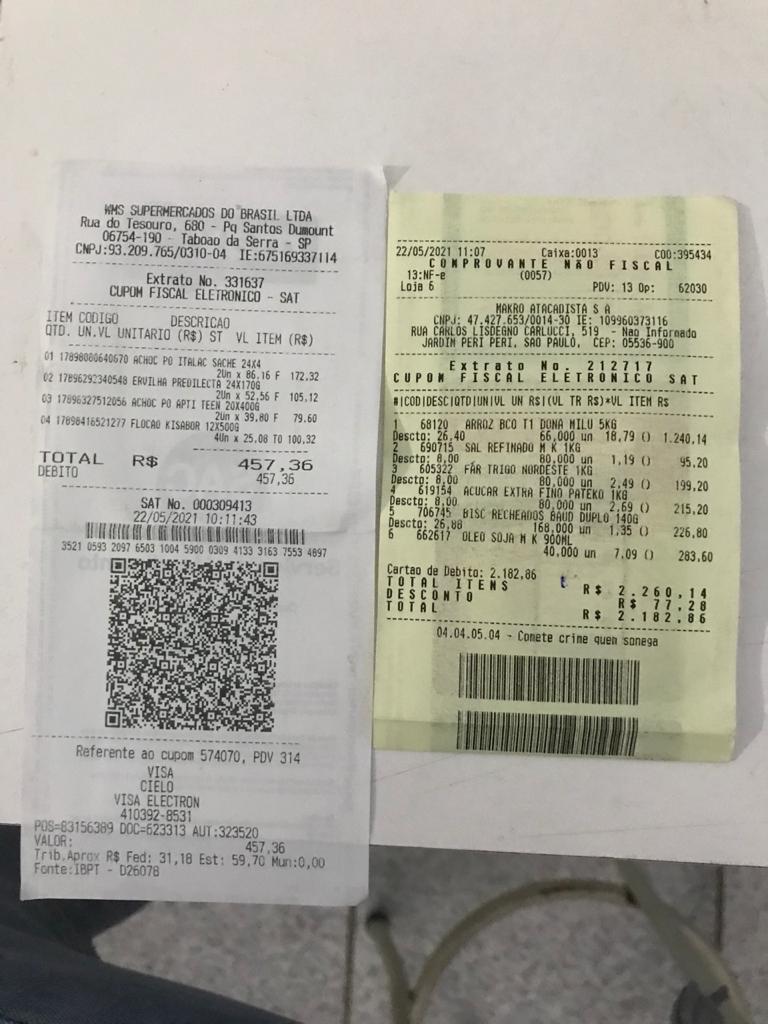 WMS SUPERMERCADOS DO BRASIL LTDA
Rua do Tesouro, 680 - Pq Santos Dumount
06754-190 - Taboao da Serra - SP
CNPJ:93.209.765/0310-04 IE:675169337114
Extrato No. 331637
CUPOM FISCAL ELETRONICO - SAT
ITEM CODIGO DESCRICAO
QTD. UN.VL UNITARIO (R$) ST VL ITEM (R$)
01 17898080640670 ACHOC PO ITALAC SACHE 24X4
2Un x 86,16 F 172,32
02 17896292340548 ERVILHA PREDILECTA 24X170G
2Un x 52,56 F 105,12
03 17896327512056 ACHOC PO APTI TEEN 20X400G
2Un x 39,80 F 79.60
04 17898416521277 FLOCAO KISABOR 12X500G
4Un x 25.08 TO 100,32
TOTAL R$ 457,36
DEBITO 457,36
SAT No. 000309413
22/05/2021 10:11:43
3521 0593 2097 6503 1004 5900 0309 4133 3163 7553 4897
Referente ao cupom 574070, PDV 314
VISA
CIELO
VISA ELECTRON
410392-8531
POS=83156389 DOC=623313 AUT:323520
VALOR: 457,36
Trib.Aprox R$ Fed: 31,18 Est: 59,70 Mun:0,00
Fonte:IBPT - D26078
22/05/2021 11:07 Caixa:0013 COO:395434
COMPROVANTE NÃO FISCAL
13:NF-e (0057)
Loja 6 PDV: 13 Op: 62030
MAKRO ATACADISTA S A
CNPJ: 47.427.653/0014-30 IE: 109960373116
RUA CARLOS LISDEGNO CARLUCCI, 519 - Nao Informado
JARDIM PERI PERI, SAO PAULO, CEP: 05536-900
Extrato No. 212717
CUPOM FISCAL ELETRONICO SAT
#|COD|DESC|QTD|UN|VL UN RS|(VL TR RS)*VL ITEM RS
1 68120 ARROZ BCO T1 DONA MILU 5KG
66,000 un 18,79 () 1.240,14
Descto: 26,40
2 690715 SAL REFINADO M K 1KG
80,000 un 1,19 () 95,20
Descto: 8,00
3 605322 FAR TRIGO NORDESTE 1KG
80,000 un 2,49 () 199,20
Descto: 8,00
4 619154 ACUCAR EXTRA FINO PATEKO 1KG
80,000 un 2,69 () 215,20
Descto: 8,00
5 706745 BISC RECHEADOS BAUD DUPLO 140G
168,000 un 1,35 () 226,80
Descto: 26,88
6 662617 OLEO SOJA M K 900ML
40,000 un 7,09 () 283,60
Cartao de Debito: 2.182,86
TOTAL ITENS R$ 2.260,14
DESCONTO R$ 77,28
TOTAL R$ 2.182,86
04.04.05.04 - Comete crime quem sonega